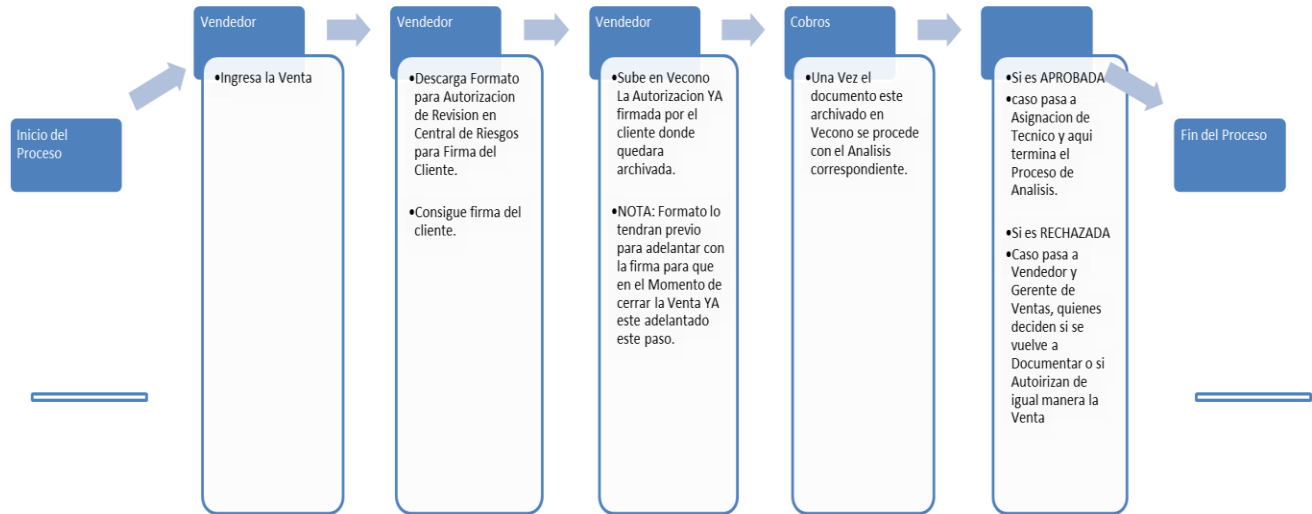 Inicio del
Proceso
Vendedor
•Ingresa la Venta
Vendedor
•Descarga Formato
para Autorizacion
de Revision en
Central de Riesgos
para Firma del
Cliente.
•Consigue firma del
cliente.
Vendedor
•Sube en Vecono
La Autorizacion YA
firmada por el
cliente donde
quedara
archivada.
•NOTA: Formato lo
tendran previo
para adelantar con
la firma para que
en el Momento de
cerrar la Venta YA
este adelantado
este paso.
Cobros
•Una Vez el
documento este
archivado en
Vecono se procede
con el Analisis
correspondiente.
•Si es APROBADA
•caso pasa a
Asignacion de
Tecnico y aqui
termina el
Proceso de
Analisis.
•Si es RECHAZADA
•Caso pasa a
Vendedor y
Gerente de
Ventas, quienes
deciden si se
vuelve a
Documentar o si
Autoirizan de
igual manera la
Venta
Fin del Proceso